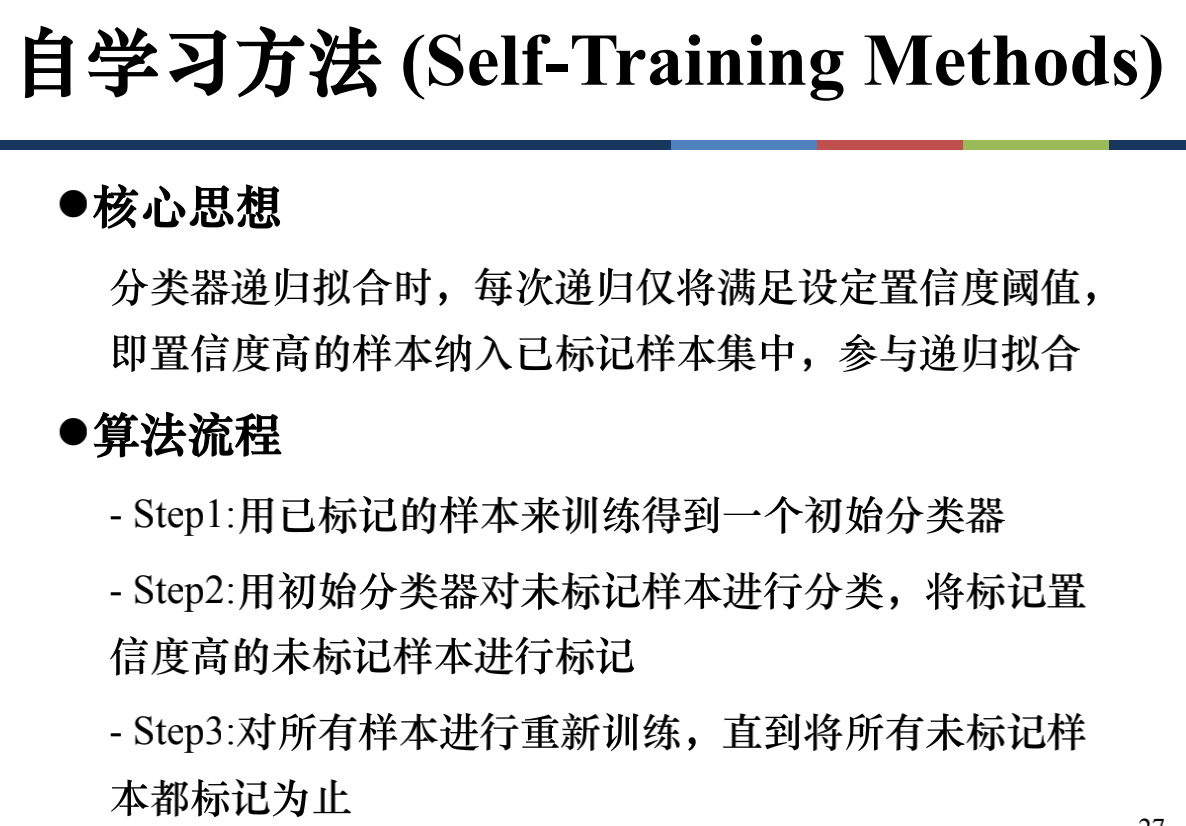 自学习方法 (Self-Training Methods)
●核心思想
分类器递归拟合时，每次递归仅将满足设定置信度阈值，
即置信度高的样本纳入已标记样本集中，参与递归拟合
●算法流程
- Step1:用已标记的样本来训练得到一个初始分类器
- Step2:用初始分类器对未标记样本进行分类，将标记置
信度高的未标记样本进行标记
- Step3:对所有样本进行重新训练，直到将所有未标记样
本都标记为止